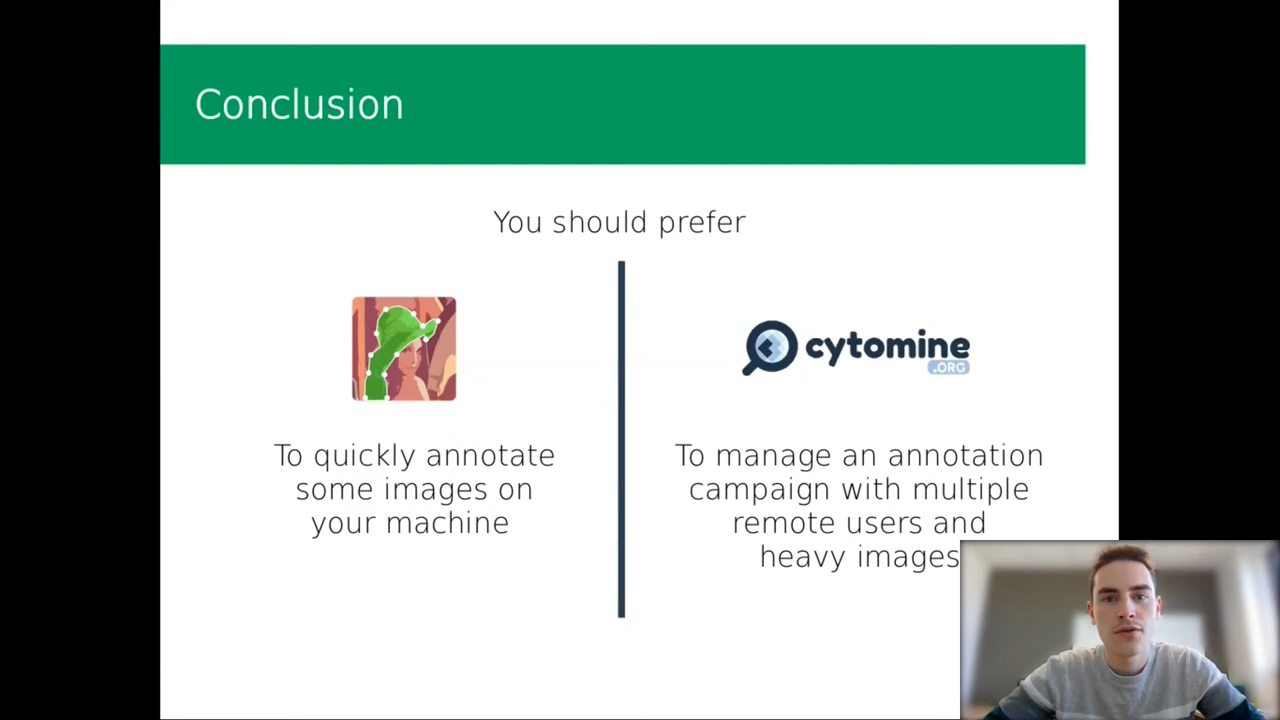 Conclusion
You should prefer
cytomine
.ORG
To quickly annotate
some images on
your machine
To manage an annotation
campaign with multiple
remote users and
heavy images